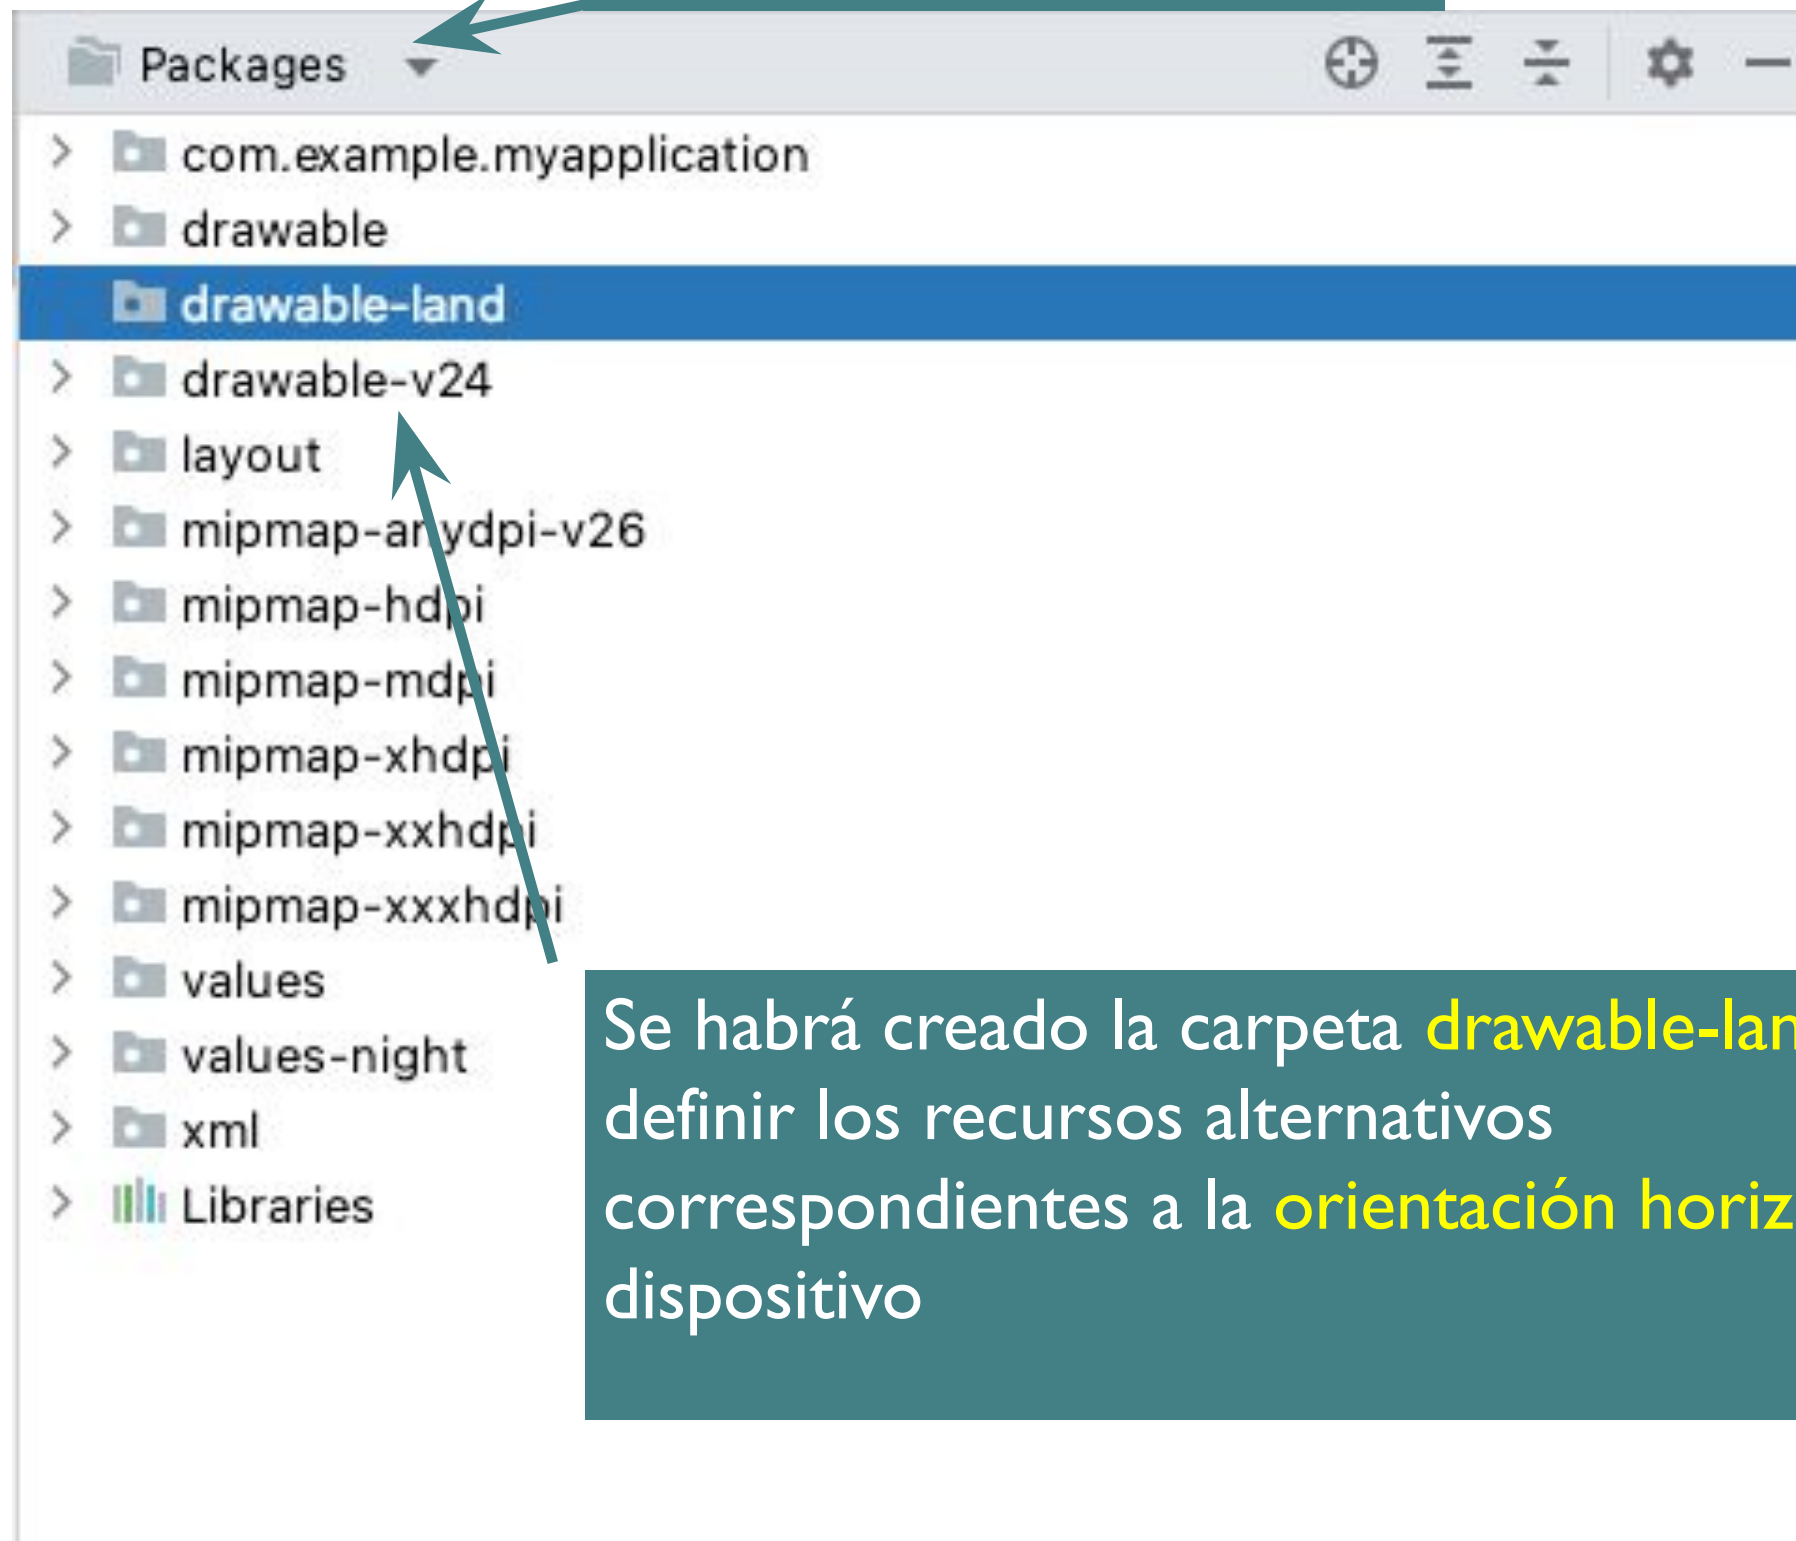 Packages
com.example.myapplication
drawable
drawable-land
drawable-v24
layout
mipmap-anydpi-v26
mipmap-hdpi
mipmap-mdpi
mipmap-xhdpi
mipmap-xxhdpi
mipmap-xxxhdpi
values
values-night
xml
Libraries
Se habrá creado la carpeta
definir los recursos alternativos
correspondientes a la orientación
dispositivo